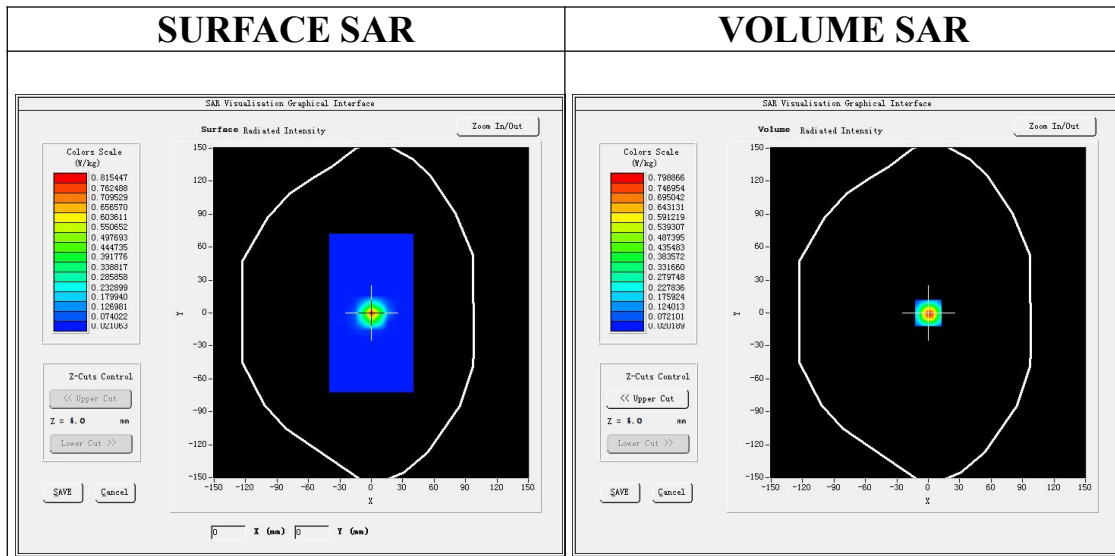 SURFACE SAR
VOLUME SAR
SAR Visualisation Graphical Interface
Surface Radiated Intensity
Zoom In/Out
Colors Scale
(W/kg)
0.815447
0.762488
0.709529
0.656570
0.603611
0.550652
0.497693
0.444735
0.391776
0.338817
0.285858
0.232899
0.179940
0.126981
0.074022
0.021063
Z-Cuts Control
<< Upper Cut
Z = 4.0 mm
Lower Cut >>
SAVE Cancel
150
120
90
60
30
0
-30
-60
-90
-120
-150
Y
-150 -120 -90 -60 -30 0 30 60 90 120 150
X
0 X (mm) 0 Y (mm)
SAR Visualisation Graphical Interface
Volume Radiated Intensity
Zoom In/Out
Colors Scale
(W/kg)
0.798866
0.746954
0.695042
0.643131
0.591219
0.539307
0.487395
0.435483
0.383572
0.331660
0.279748
0.227836
0.175924
0.124013
0.072101
0.020189
Z-Cuts Control
<< Upper Cut
Z = 4.0 mm
Lower Cut >>
SAVE Cancel
150
120
90
60
30
0
-30
-60
-90
-120
-150
Y
-150 -120 -90 -60 -30 0 30 60 90 120 150
X